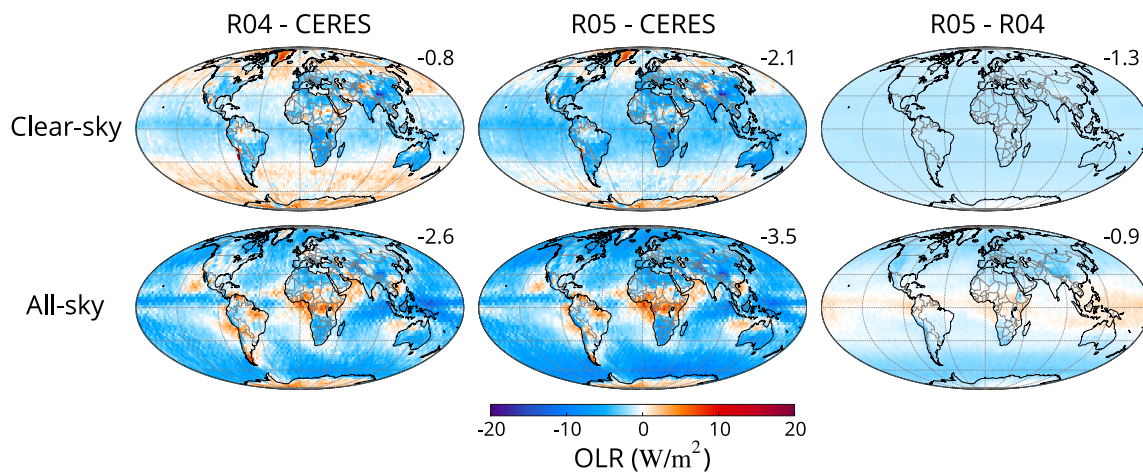 R04 - CERES
R05 - CERES
R05 - R04
Clear-sky
-0.8
-2.1
-1.3
All-sky
-2.6
-3.5
-0.9
-20 -10 0 10 20
OLR (W/m²)